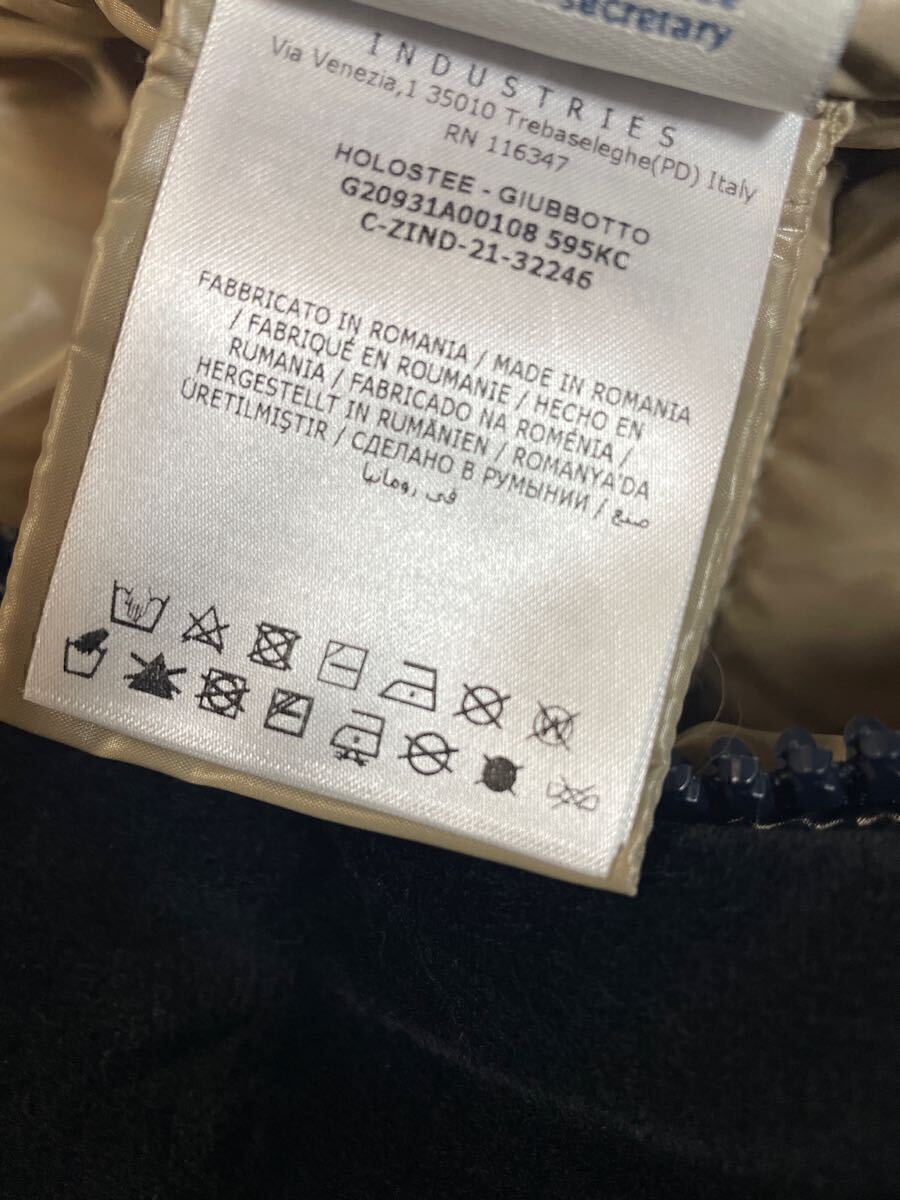 secretary
INDUSTRIES
Via Venezia,1 35010 Trebaseleghe(PD) Italy
RN 116347
HOLOSTEE - GIUBBOTTO
G20931A00108 595KC
C-ZIND-21-32246
FABBRICATO IN ROMANIA / MADE IN ROMANIA
/ FABRIQUÉ EN ROUMANIE / HECHO EN
RUMANIA / FABRICADO NA ROMÉNIA /
HERGESTELLT IN RUMÄNIEN / ROMANYA'DA
ÜRETILMIŞTIR / СДЕЛАНО В РУМЫНИИ / صنع
في رومانيا